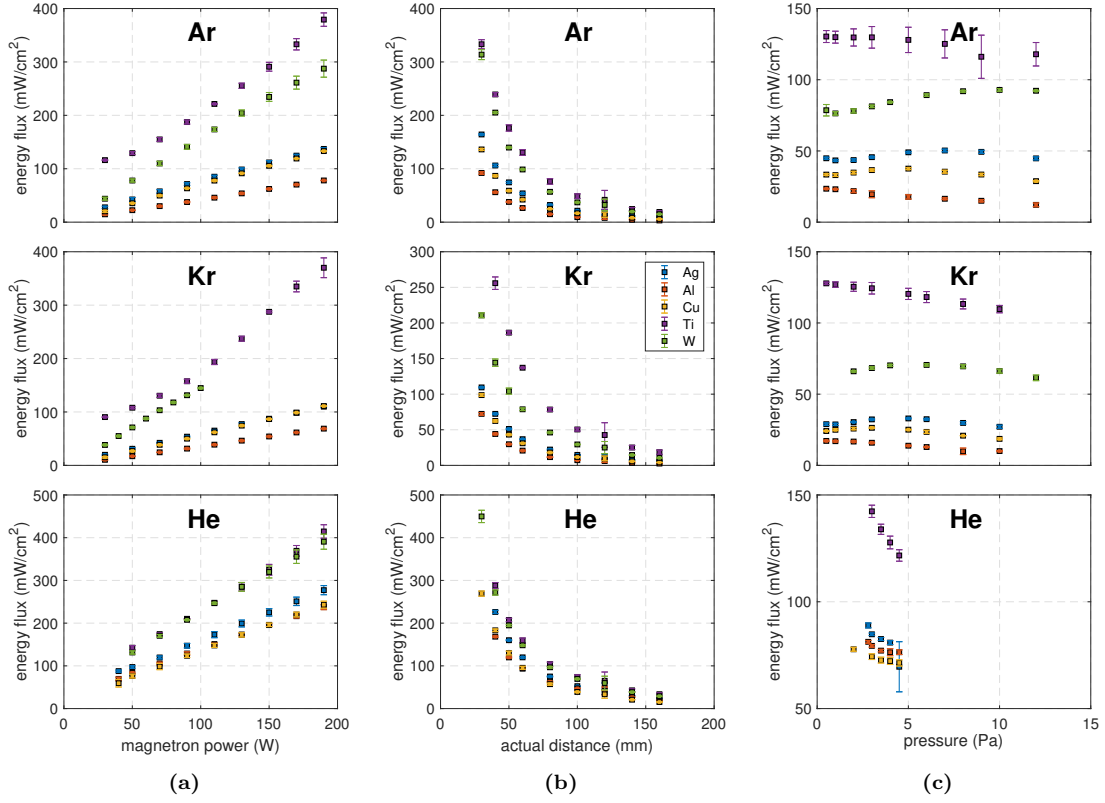 400
300
200
100
0
energy flux (mW/cm²)
Ar
400
300
200
100
0
energy flux (mW/cm²)
Ar
150
100
50
0
energy flux (mW/cm²)
Ar
400
300
200
100
0
energy flux (mW/cm²)
Kr
300
250
200
150
100
50
0
energy flux (mW/cm²)
Kr
Ag
Al
Cu
Ti
W
150
100
50
0
energy flux (mW/cm²)
Kr
500
400
300
200
100
0
energy flux (mW/cm²)
He
0 50 100 150 200
magnetron power (W)
500
400
300
200
100
0
energy flux (mW/cm²)
He
0 50 100 150 200
actual distance (mm)
150
100
50
energy flux (mW/cm²)
He
0 5 10 15
pressure (Pa)
(a) (b) (c)